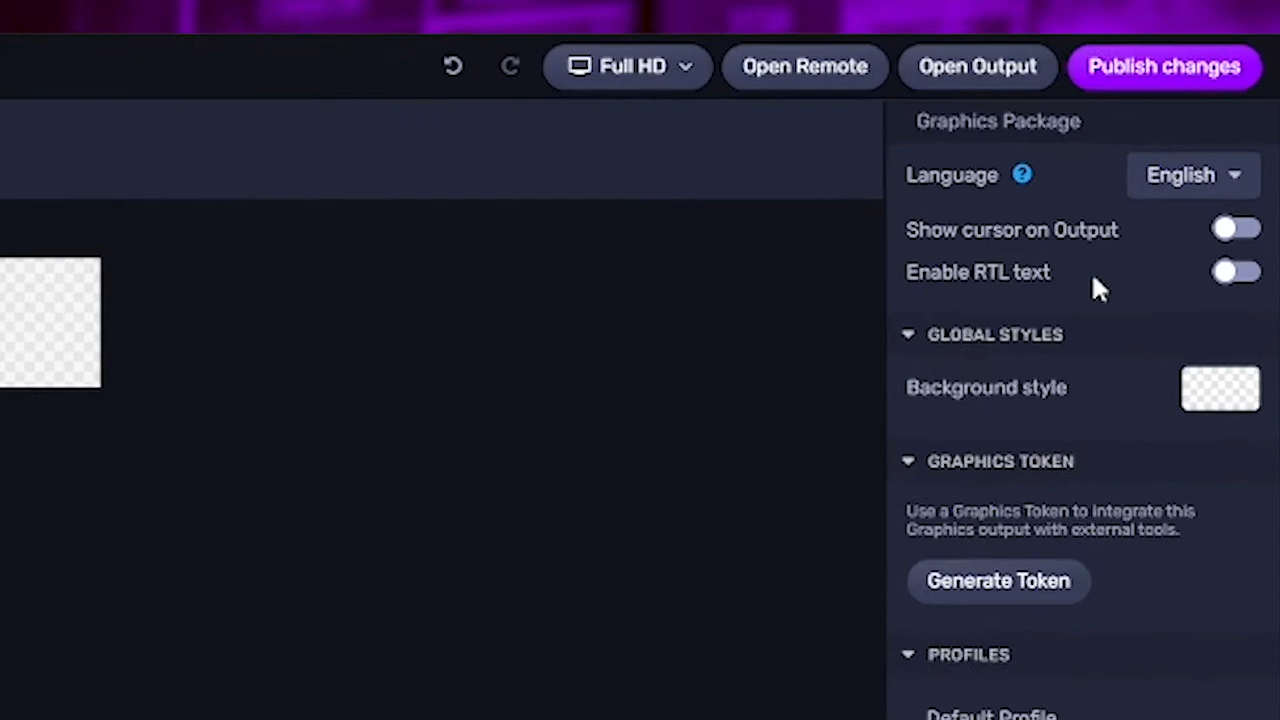 Full HD
Open Remote
Open Output
Publish changes
Graphics Package
Language
English
Show cursor on Output
Enable RTL text
GLOBAL STYLES
Background style
GRAPHICS TOKEN
Use a Graphics Token to integrate this
Graphics output with external tools.
Generate Token
PROFILES
Default Profile